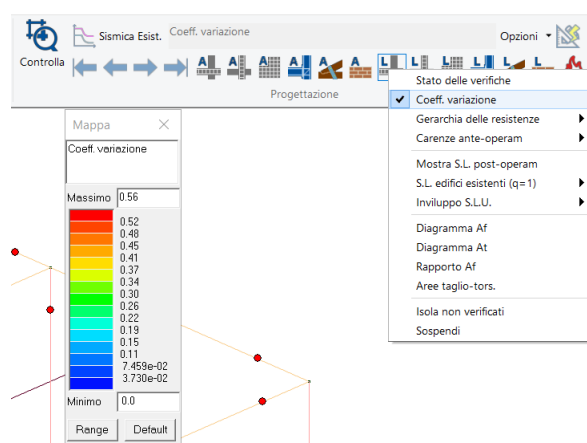 Controlla
Sismica Esist.
Coeff. variazione
Opzioni
A A A A A A L L L L L L
Progettazione
Mappa
Coeff. variazione
Massimo 0.56
0.52
0.48
0.45
0.41
0.37
0.34
0.30
0.26
0.22
0.19
0.15
0.11
7.459e-02
3.730e-02
Minimo 0.0
Range Default
Stato delle verifiche
Coeff. variazione
Gerarchia delle resistenze
Carenze ante-operam
Mostra S.L. post-operam
S.L. edifici esistenti (q=1)
Inviluppo S.L.U.
Diagramma Af
Diagramma At
Rapporto Af
Aree taglio-tors.
Isola non verificati
Sospendi